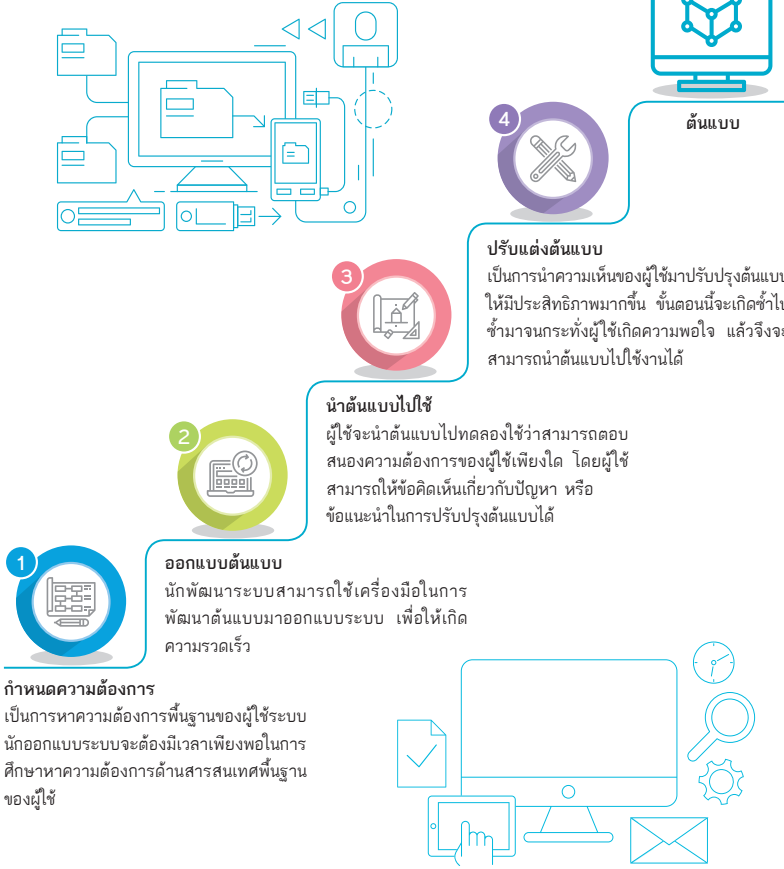 4
ต้นแบบ
ปรับแต่งต้นแบบ
เป็นการนำความเห็นของผู้ใช้มาปรับปรุงต้นแบบ
ให้มีประสิทธิภาพมากขึ้น ขั้นตอนนี้จะเกิดซ้ำไป
ซ้ำมาจนกระทั่งผู้ใช้เกิดความพอใจ แล้วจึงจะ
สามารถนำต้นแบบไปใช้งานได้
3
นำต้นแบบไปใช้
ผู้ใช้จะนำต้นแบบไปทดลองใช้ว่าสามารถตอบ
สนองความต้องการของผู้ใช้เพียงใด โดยผู้ใช้
สามารถให้ข้อคิดเห็นเกี่ยวกับปัญหา หรือ
ข้อแนะนำในการปรับปรุงต้นแบบได้
2
ออกแบบต้นแบบ
นักพัฒนาระบบสามารถใช้เครื่องมือในการ
พัฒนาต้นแบบมาออกแบบระบบ เพื่อให้เกิด
ความรวดเร็ว
1
กำหนดความต้องการ
เป็นการหาความต้องการพื้นฐานของผู้ใช้ระบบ
นักออกแบบระบบจะต้องมีเวลาเพียงพอในการ
ศึกษาหาความต้องการด้านสารสนเทศพื้นฐาน
ของผู้ใช้